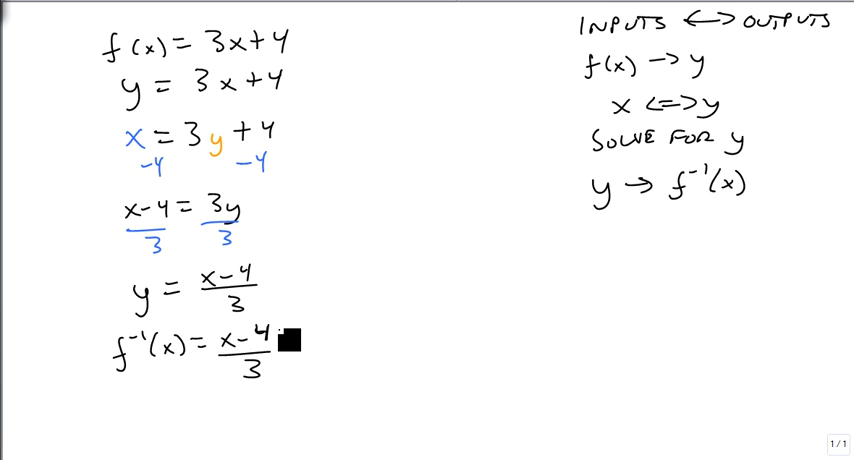 f(x) = 3x+4
y = 3x+4
x = 3y+4
-4 -4
x-4 = 3y
3 3
y = x-4
3
f⁻¹(x) = x-4
3
INPUTS <-> OUTPUTS
f(x) -> y
x <=> y
SOLVE FOR y
y -> f⁻¹(x)
1 / 1